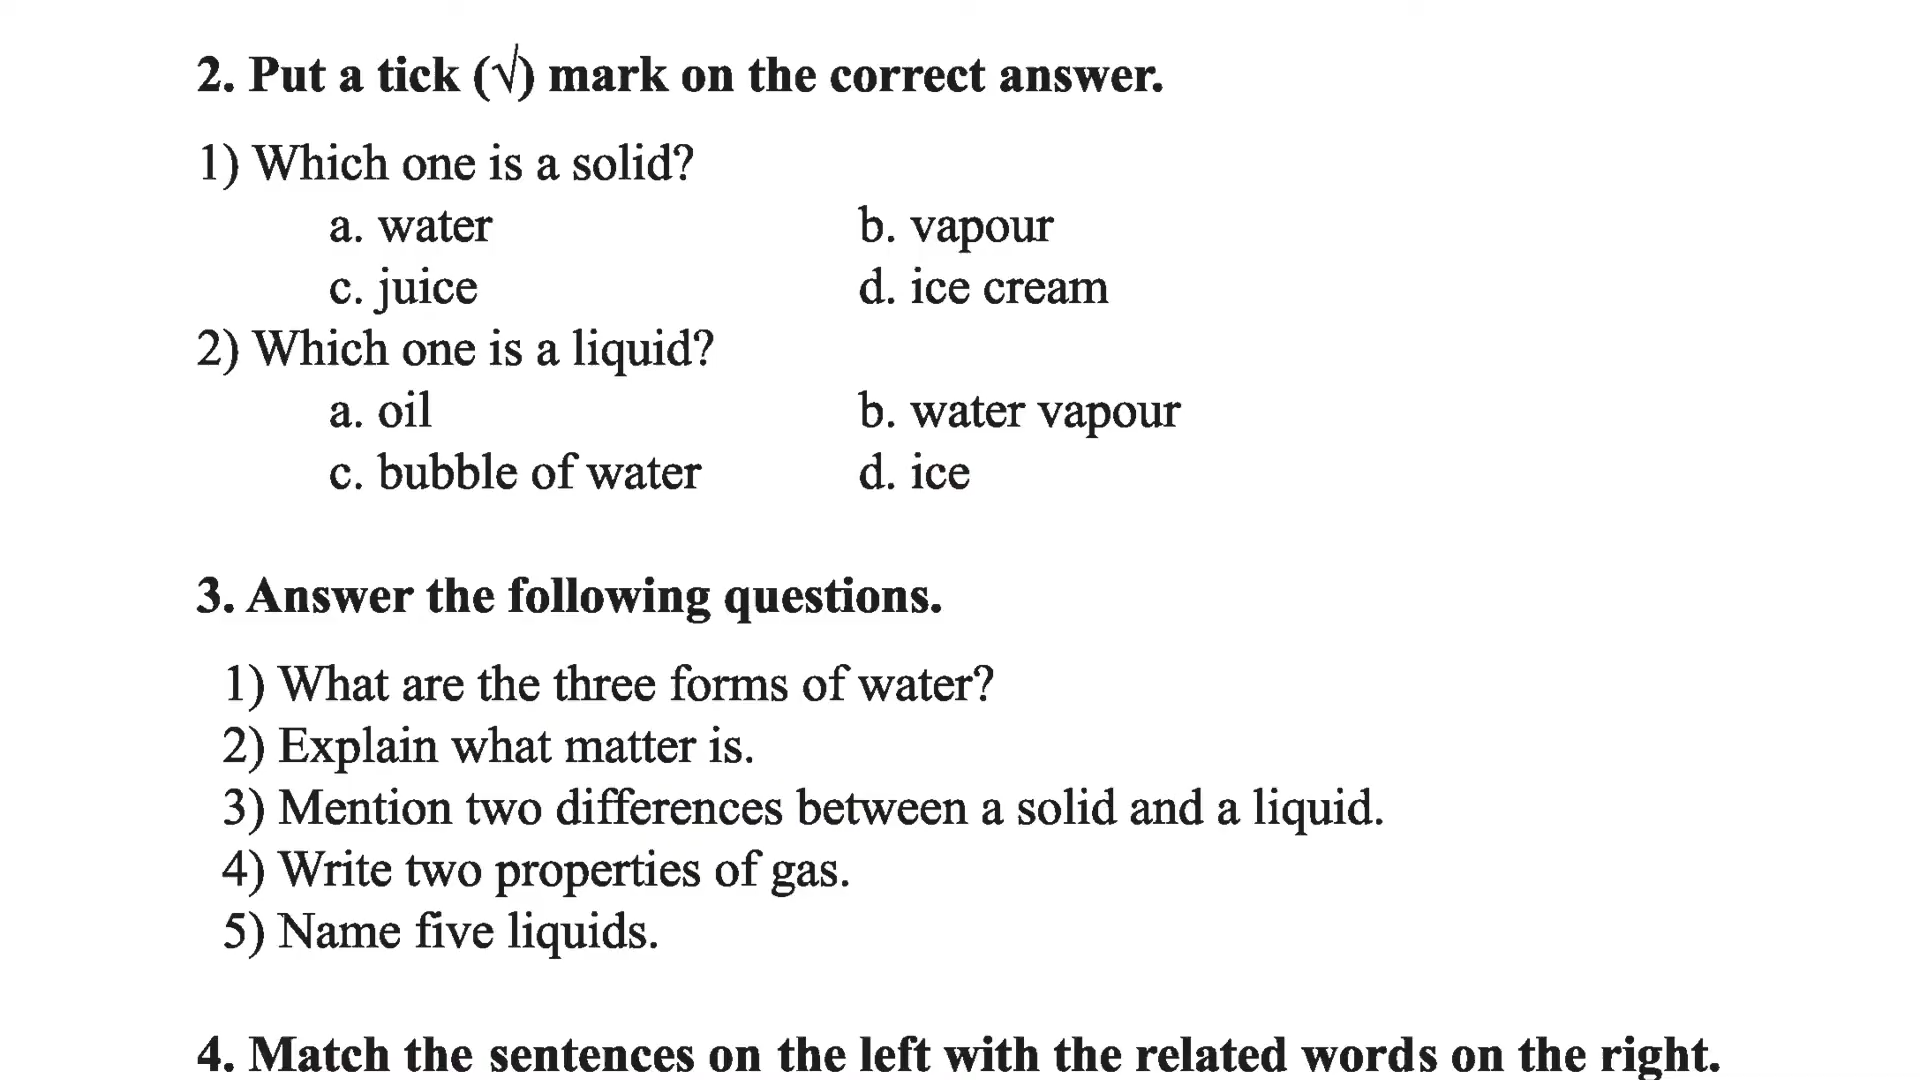 2. Put a tick (√) mark on the correct answer.
1) Which one is a solid?
a. water b. vapour
c. juice d. ice cream
2) Which one is a liquid?
a. oil b. water vapour
c. bubble of water d. ice
3. Answer the following questions.
1) What are the three forms of water?
2) Explain what matter is.
3) Mention two differences between a solid and a liquid.
4) Write two properties of gas.
5) Name five liquids.
4. Match the sentences on the left with the related words on the right.